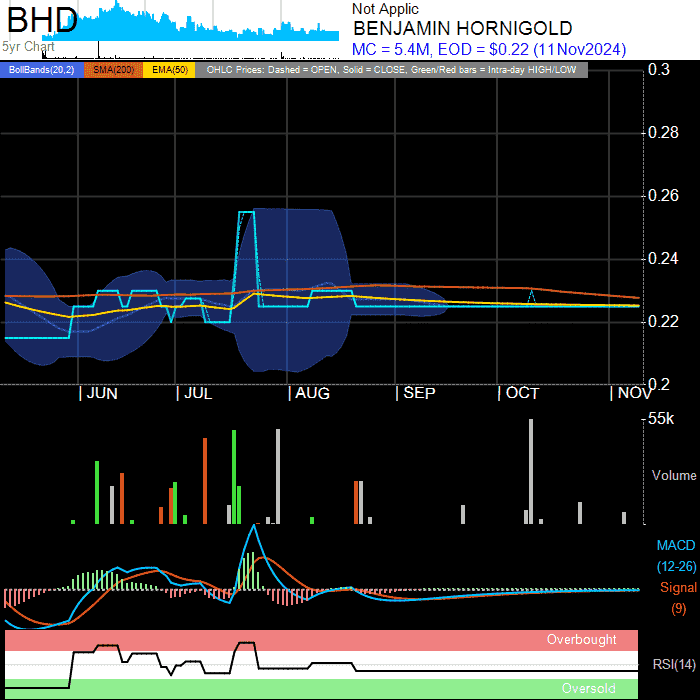 BHD
5yr Chart
Not Applic
BENJAMIN HORNIGOLD
MC = 5.4M, EOD = $0.22 (11Nov2024)
BollBands(20,2) SMA(200) EMA(50) OHLC Prices: Dashed = OPEN, Solid = CLOSE, Green/Red bars = Intra-day HIGH/LOW
0.3
0.28
0.26
0.24
0.22
0.2
JUN JUL AUG SEP OCT NOV
55k
Volume
MACD
(12-26)
Signal
(9)
Overbought
RSI(14)
Oversold